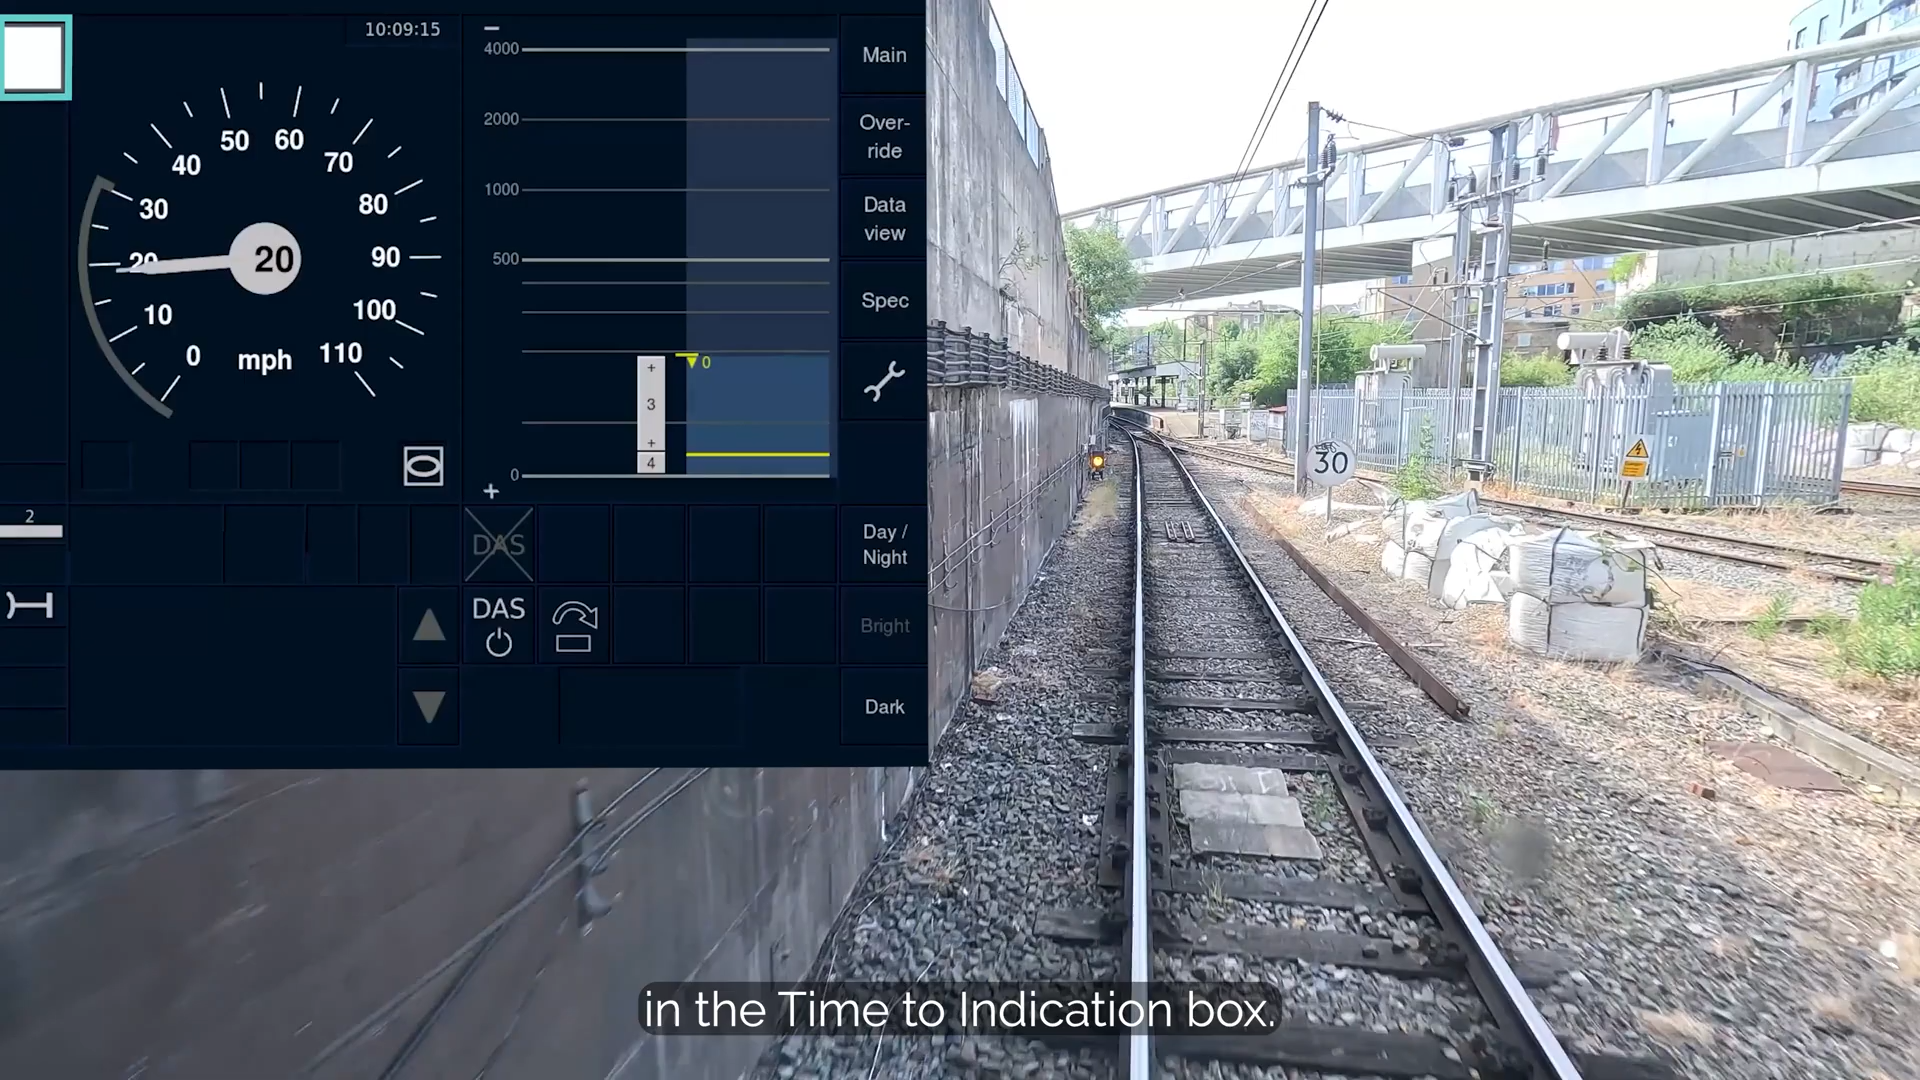 10:09:15
50 60
40 70
30 80
20 20 90
10 100
0 mph 110
4000
2000
1000
500
0
0
+
3
+
4
+
Main
Over-
ride
Data
view
Spec
Day /
Night
Bright
Dark
2
DAS
DAS
30
in the Time to Indication box.